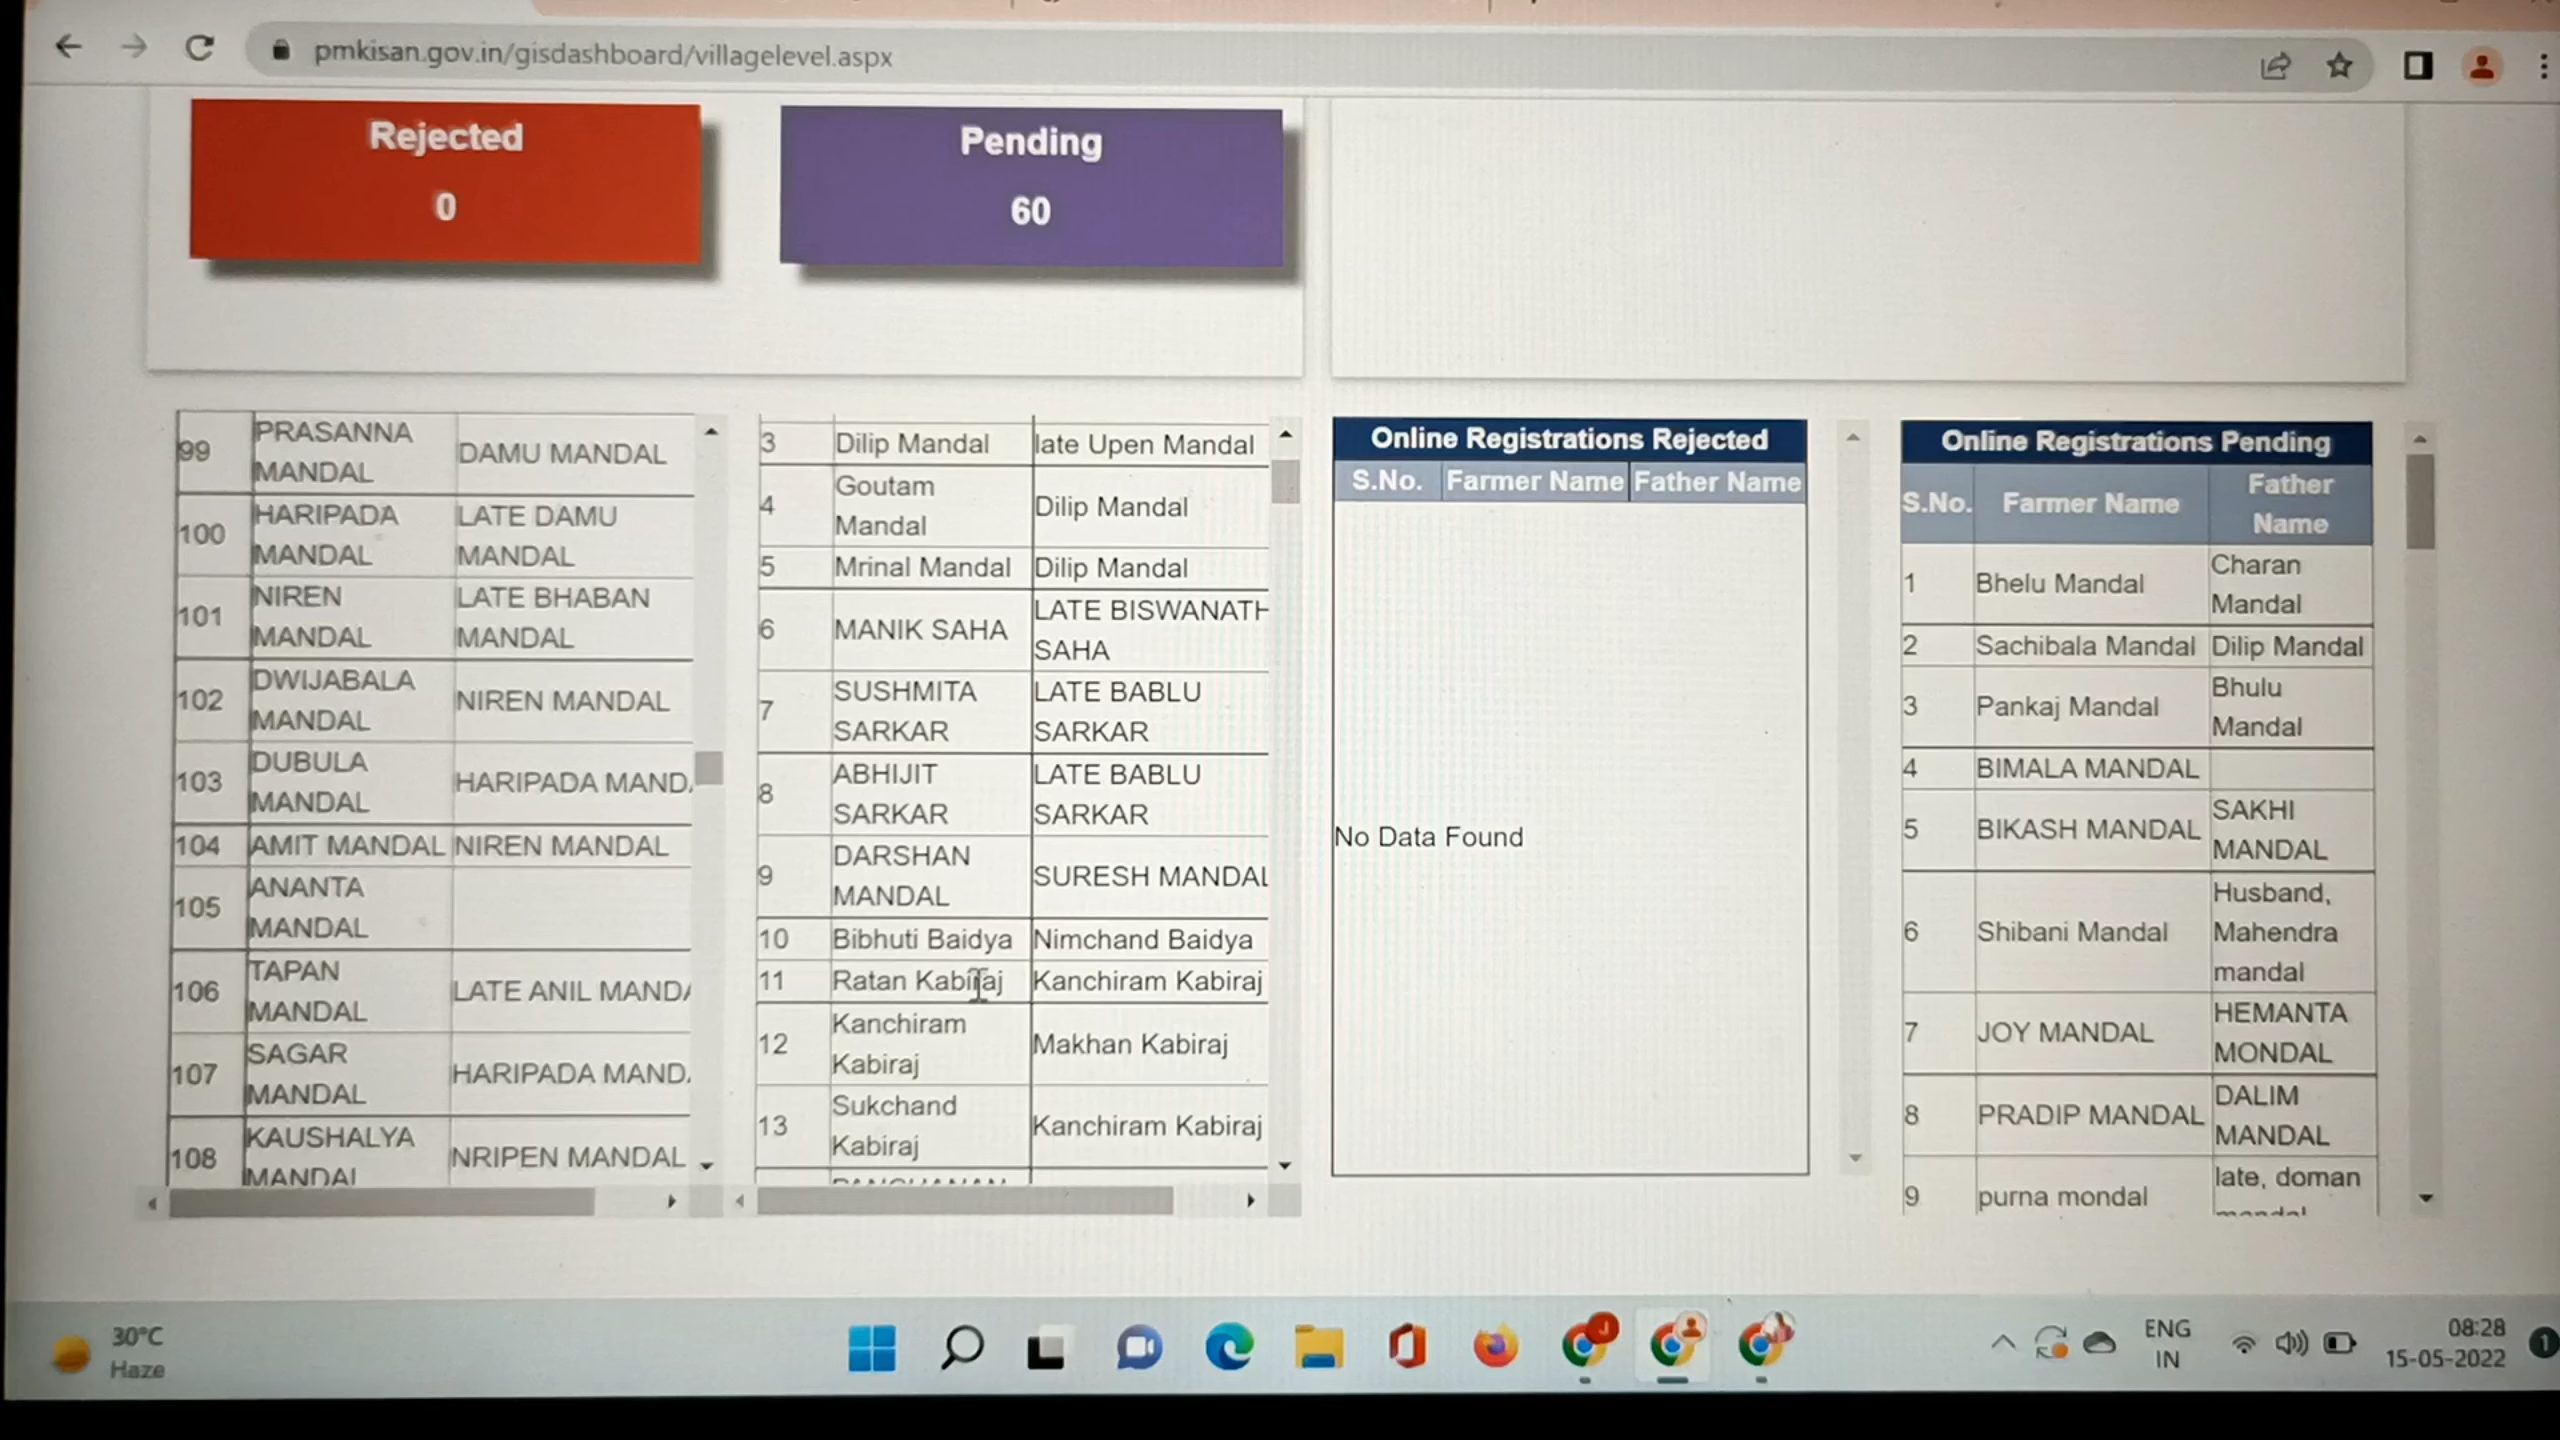 pmkisan.gov.in/gisdashboard/villagelevel.aspx
Rejected
0
Pending
60
99 PRASANNA MANDAL DAMU MANDAL
100 HARIPADA MANDAL LATE DAMU MANDAL
101 NIREN MANDAL LATE BHABAN MANDAL
102 DWIJABALA MANDAL NIREN MANDAL
103 DUBULA MANDAL HARIPADA
104 AMIT MANDAL NIREN MANDAL
105 ANANTA MANDAL
106 TAPAN MANDAL LATE ANIL
107 SAGAR MANDAL HARIPADA
108 KAUSHALYA MANDAL NRIPEN MANDAL
3 Dilip Mandal late Upen Mandal
4 Goutam Mandal Dilip Mandal
5 Mrinal Mandal Dilip Mandal
6 MANIK SAHA LATE BISWANATH SAHA
7 SUSHMITA SARKAR LATE BABLU SARKAR
8 ABHIJIT SARKAR LATE BABLU SARKAR
9 DARSHAN MANDAL SURESH MANDAL
10 Bibhuti Baidya Nimchand Baidya
11 Ratan Kabiraj Kanchiram Kabiraj
12 Kanchiram Kabiraj Makhan Kabiraj
13 Sukchand Kabiraj Kanchiram Kabiraj
Online Registrations Rejected
S.No. Farmer Name Father Name
No Data Found
Online Registrations Pending
S.No. Farmer Name Father Name
1 Bhelu Mandal Charan Mandal
2 Sachibala Mandal Dilip Mandal
3 Pankaj Mandal Bhulu Mandal
4 BIMALA MANDAL
5 BIKASH MANDAL SAKHI MANDAL
6 Shibani Mandal Husband, Mahendra mandal
7 JOY MANDAL HEMANTA MONDAL
8 PRADIP MANDAL DALIM MANDAL
9 purna mondal late, doman
30°C
Haze
ENG
IN
08:28
15-05-2022
1